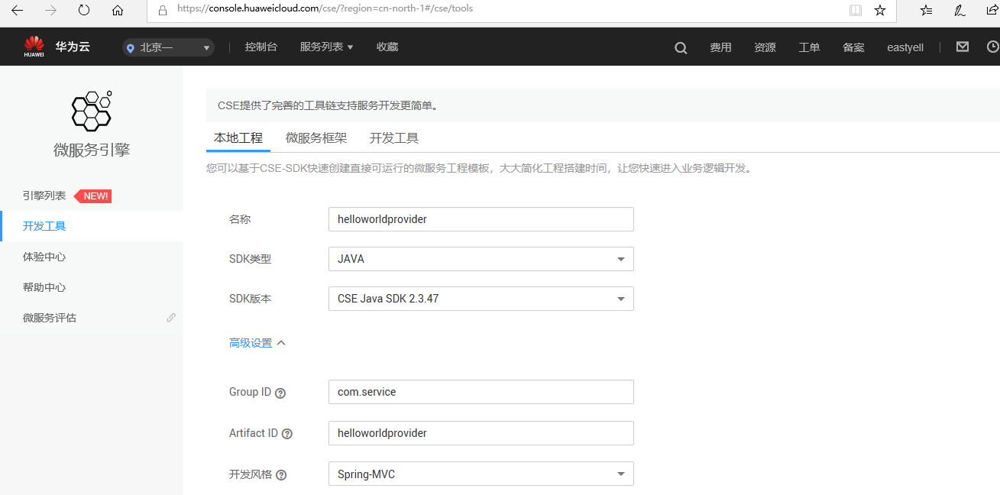 https://console.huaweicloud.com/cse/?region=cn-north-1#/cse/tools
HUAWEI 华为云 北京一 控制台 服务列表 收藏 费用 资源 工单 备案 eastyell
微服务引擎
引擎列表 NEW!
开发工具
体验中心
帮助中心
微服务评估
CSE提供了完善的工具链支持服务开发更简单。
本地工程 微服务框架 开发工具
您可以基于CSE-SDK快速创建直接可运行的微服务工程模板，大大简化工程搭建时间，让您快速进入业务逻辑开发。
名称 helloworldprovider
SDK类型 JAVA
SDK版本 CSE Java SDK 2.3.47
高级设置
Group ID com.service
Artifact ID helloworldprovider
开发风格 Spring-MVC